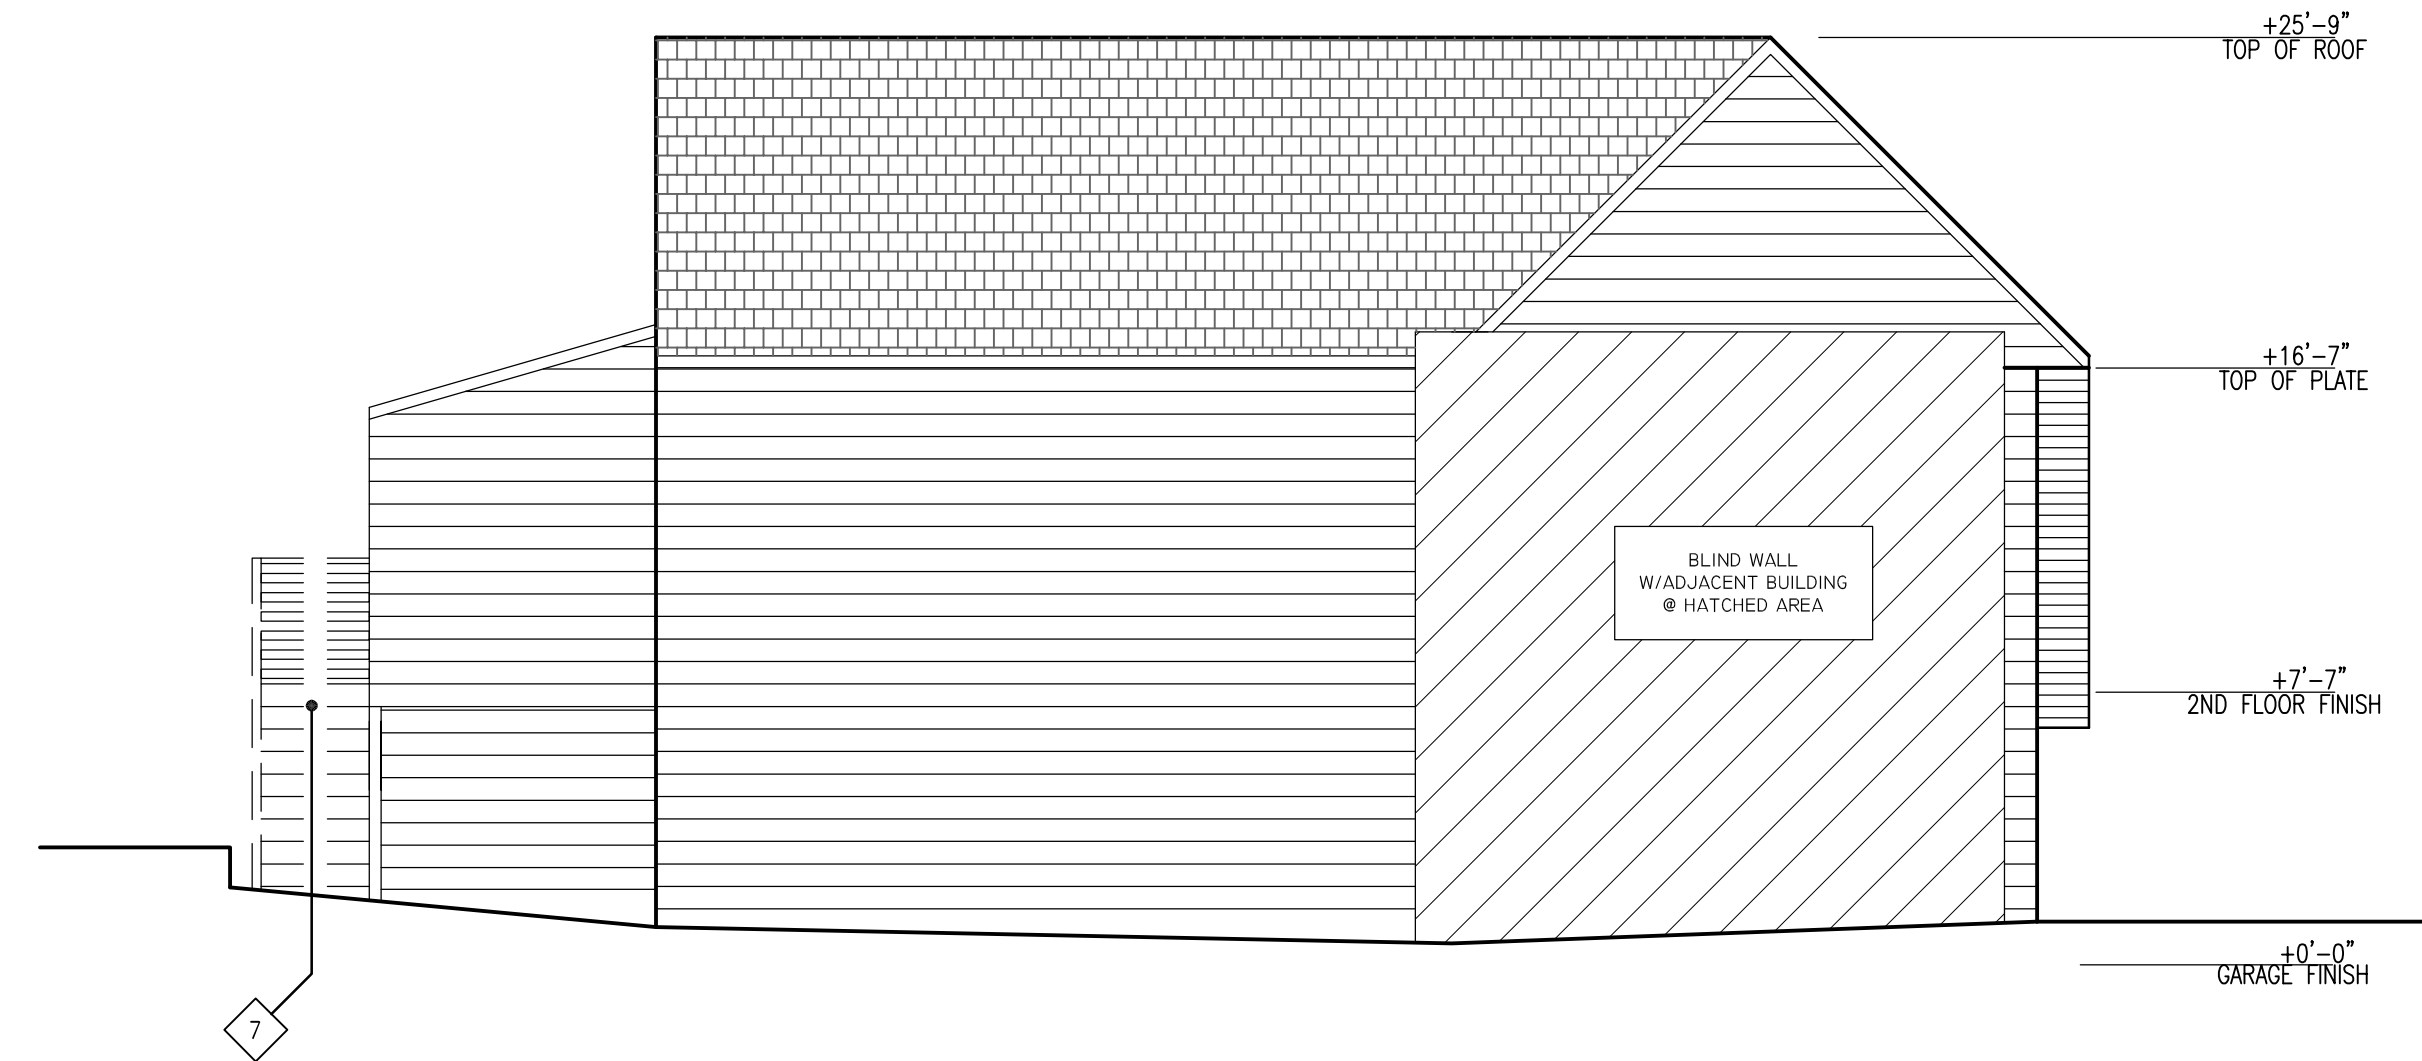 +25'-9"
TOP OF ROOF
+16'-7"
TOP OF PLATE
BLIND WALL
W/ADJACENT BUILDING
@ HATCHED AREA
+7'-7"
2ND FLOOR FINISH
+0'-0"
GARAGE FINISH
7